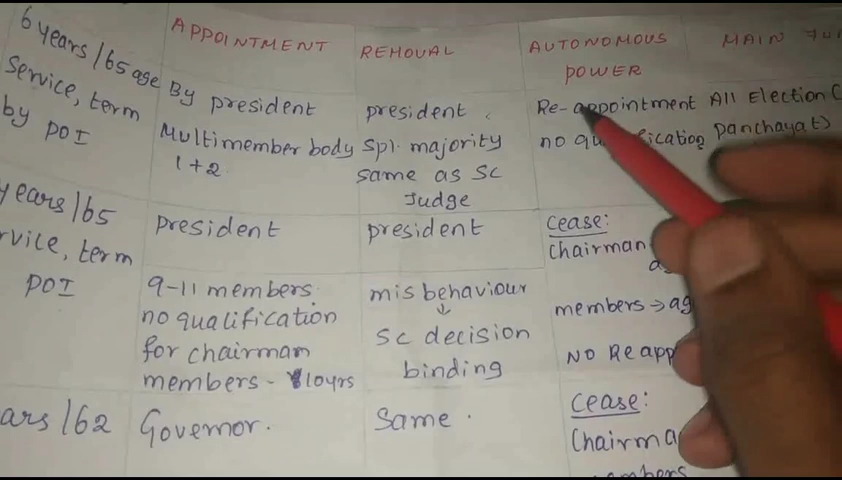 APPOINTMENT
REMOVAL
AUTONOMOUS
POWER
MAIN
6 years/65 age
service, term
by POI
By president
Multimember body
1+2
president
spl. majority
same as SC
Judge
Re-appointment
no qualification
All Election
panchayat)
years/65
term
POI
president
9-11 members
no qualification
for chairmam
members - 10yrs
president
misbehaviour
↓
SC decision
binding
Cease:
Chairman
members →
NO Reapp
/62
Governor.
Same.
Cease:
Chairma